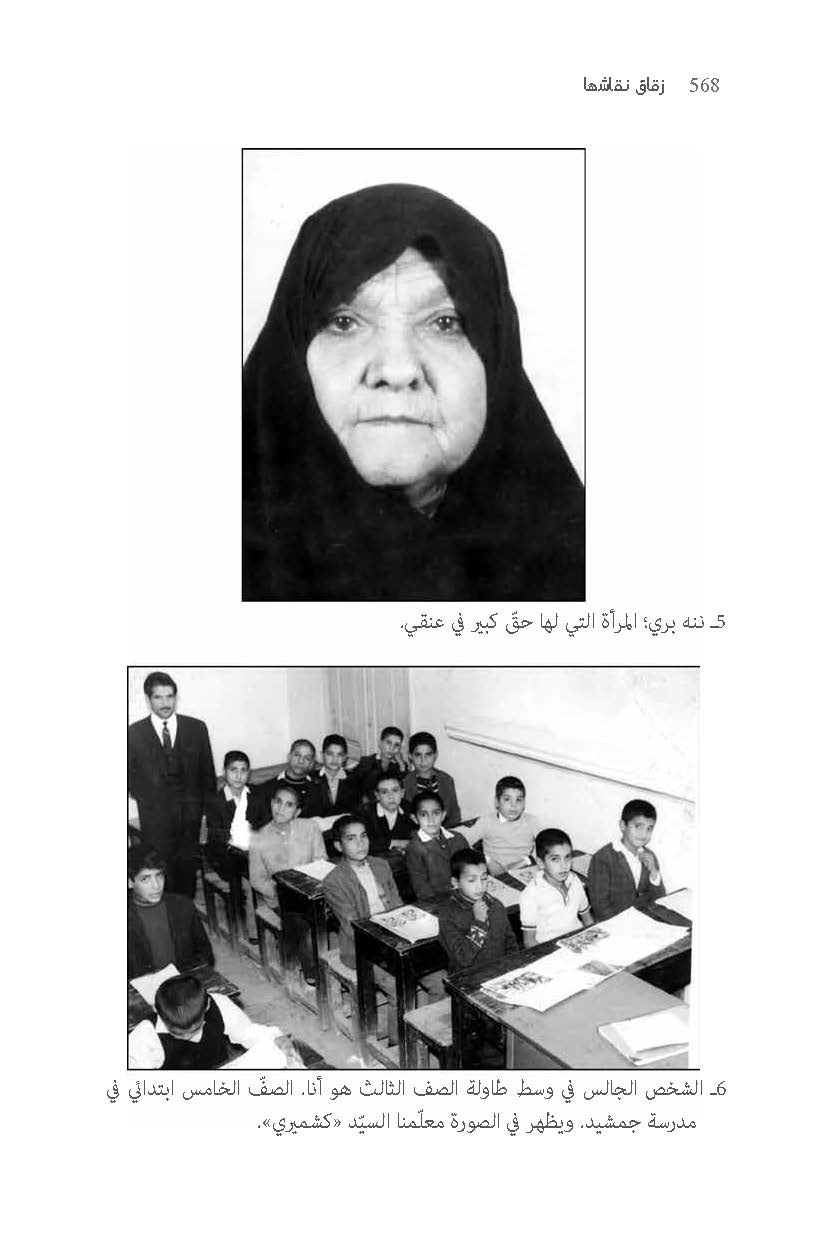 568 زقاق نقاشها
5ـ ننه بري؛ المرأة التي لها حقّ كبير في عنقي.
6ـ الشخص الجالس في وسط طاولة الصف الثالث هو أنا. الصفّ الخامس ابتدائي في
مدرسة جمشيد. ويظهر في الصورة معلّمنا السيّد «كشميري».